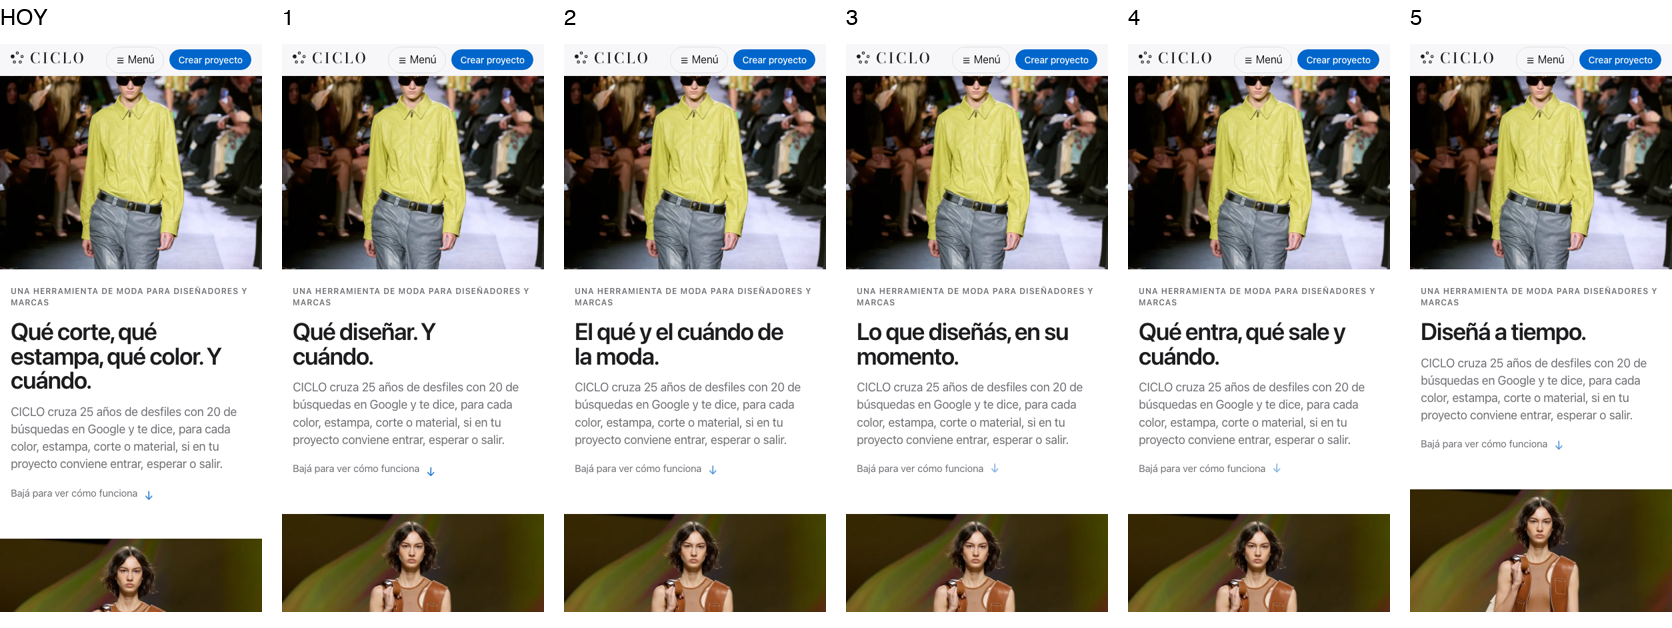 HOY
CICLO
≡ Menú
Crear proyecto
UNA HERRAMIENTA DE MODA PARA DISEÑADORES Y
MARCAS
Qué corte, qué
estampa, qué color. Y
cuándo.
CICLO cruza 25 años de desfiles con 20 de
búsquedas en Google y te dice, para cada
color, estampa, corte o material, si en tu
proyecto conviene entrar, esperar o salir.
Bajá para ver cómo funciona ↓
1
CICLO
≡ Menú
Crear proyecto
UNA HERRAMIENTA DE MODA PARA DISEÑADORES Y
MARCAS
Qué diseñar. Y
cuándo.
CICLO cruza 25 años de desfiles con 20 de
búsquedas en Google y te dice, para cada
color, estampa, corte o material, si en tu
proyecto conviene entrar, esperar o salir.
Bajá para ver cómo funciona ↓
2
CICLO
≡ Menú
Crear proyecto
UNA HERRAMIENTA DE MODA PARA DISEÑADORES Y
MARCAS
El qué y el cuándo de
la moda.
CICLO cruza 25 años de desfiles con 20 de
búsquedas en Google y te dice, para cada
color, estampa, corte o material, si en tu
proyecto conviene entrar, esperar o salir.
Bajá para ver cómo funciona ↓
3
CICLO
≡ Menú
Crear proyecto
UNA HERRAMIENTA DE MODA PARA DISEÑADORES Y
MARCAS
Lo que diseñás, en su
momento.
CICLO cruza 25 años de desfiles con 20 de
búsquedas en Google y te dice, para cada
color, estampa, corte o material, si en tu
proyecto conviene entrar, esperar o salir.
Bajá para ver cómo funciona ↓
4
CICLO
≡ Menú
Crear proyecto
UNA HERRAMIENTA DE MODA PARA DISEÑADORES Y
MARCAS
Qué entra, qué sale y
cuándo.
CICLO cruza 25 años de desfiles con 20 de
búsquedas en Google y te dice, para cada
color, estampa, corte o material, si en tu
proyecto conviene entrar, esperar o salir.
Bajá para ver cómo funciona ↓
5
CICLO
≡ Menú
Crear proyecto
UNA HERRAMIENTA DE MODA PARA DISEÑADORES Y
MARCAS
Diseñá a tiempo.
CICLO cruza 25 años de desfiles con 20 de
búsquedas en Google y te dice, para cada
color, estampa, corte o material, si en tu
proyecto conviene entrar, esperar o salir.
Bajá para ver cómo funciona ↓